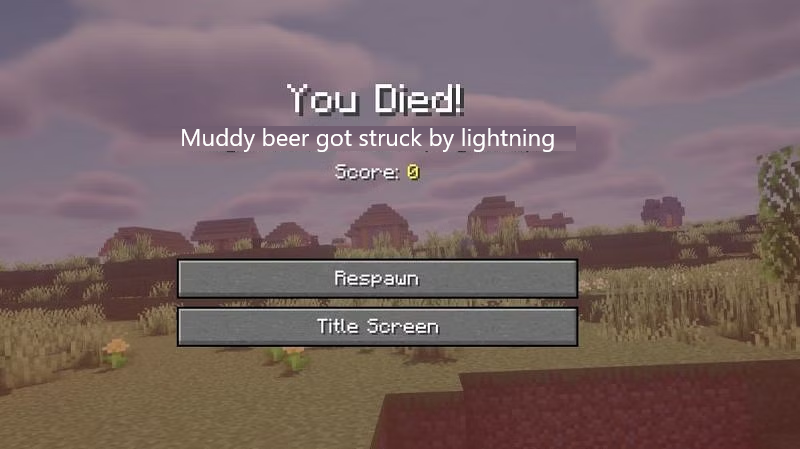 You Died!
Muddy beer got struck by lightning
Score: 0
Respawn
Title Screen